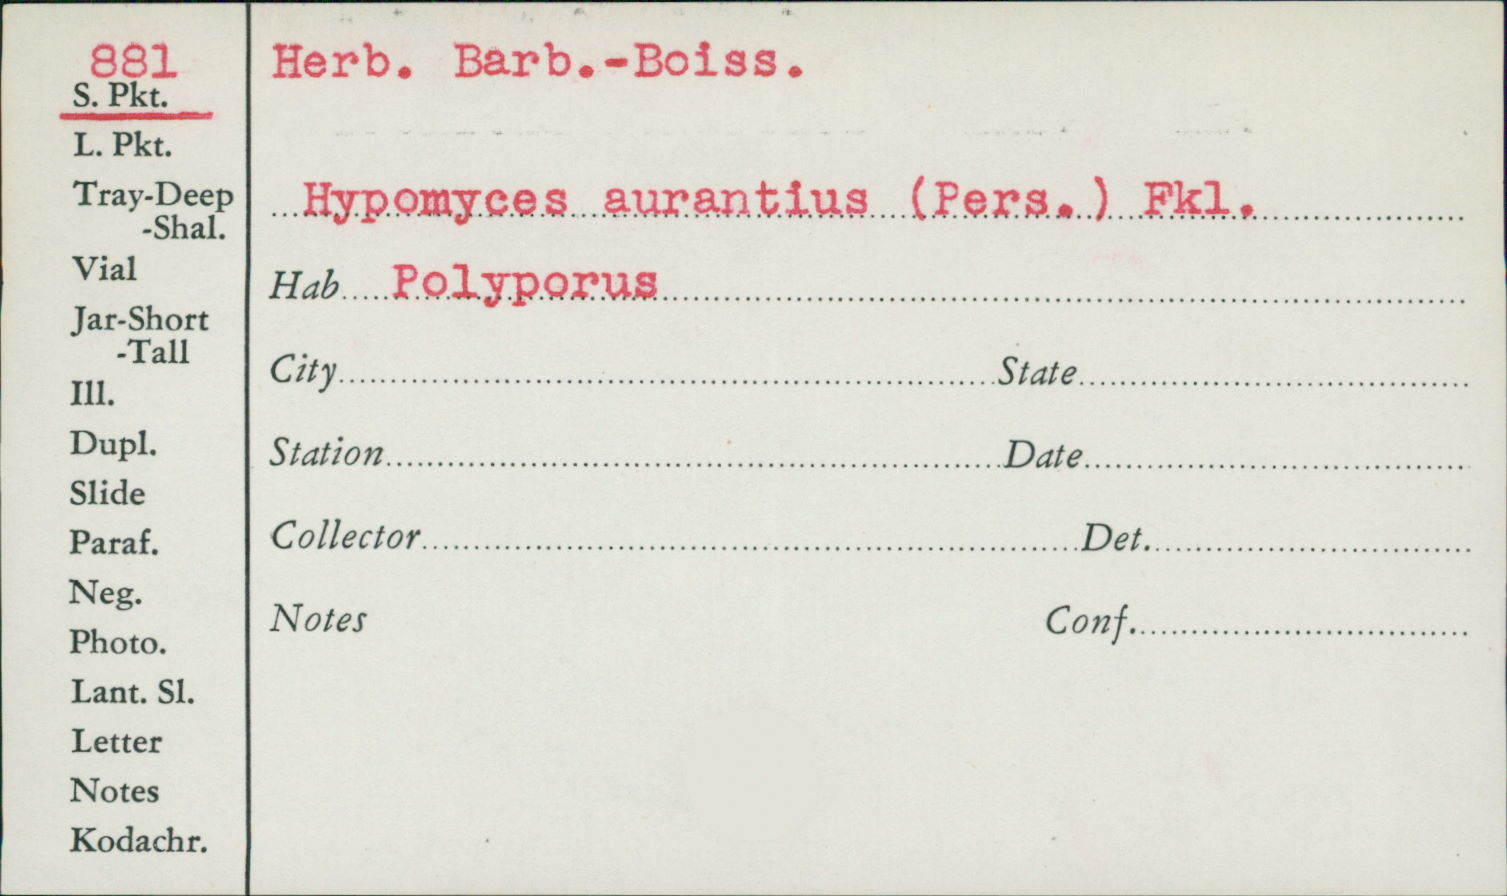 881
S. Pkt.
L. Pkt.
Tray-Deep
-Shal.
Vial
Jar-Short
-Tall
Ill.
Dupl.
Slide
Paraf.
Neg.
Photo.
Lant. Sl.
Letter
Notes
Kodachr.
Herb. Barb.-Boiss.
Hypomyces aurantius (Pers.) Fkl.
Hab. Polyporus
City State
Station Date
Collector Det.
Notes Conf.